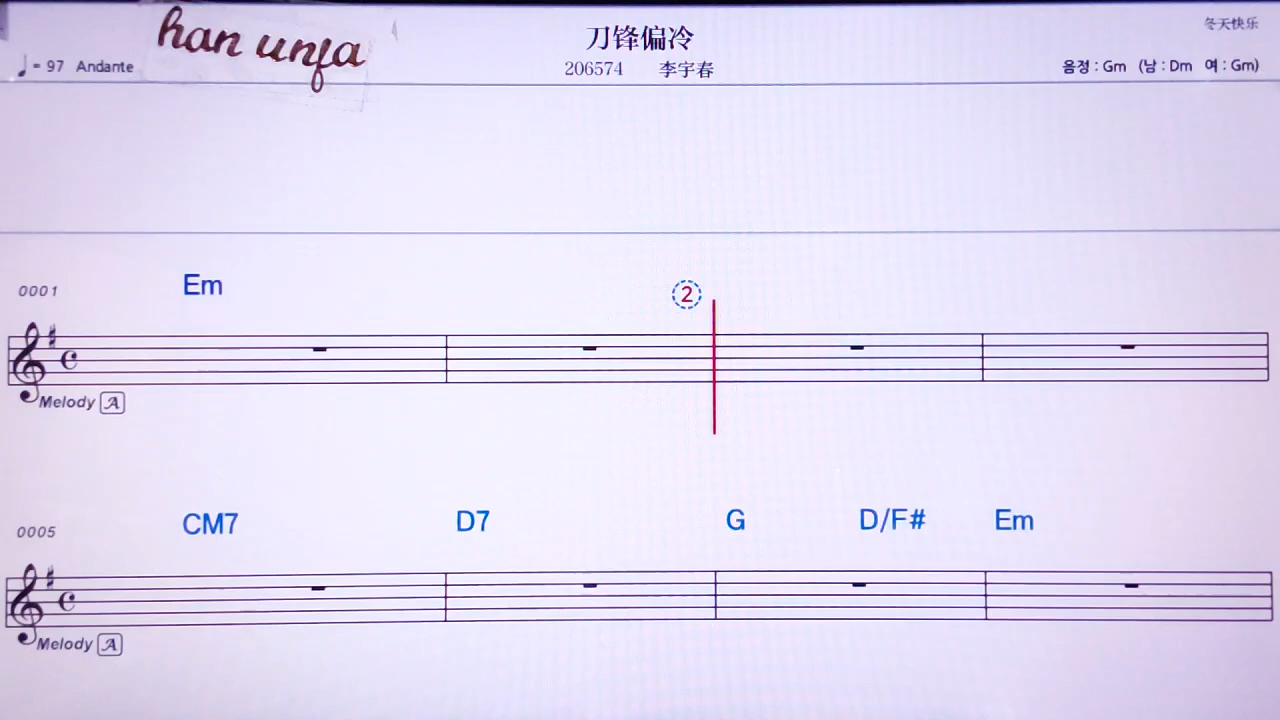 han unfa
刀锋偏冷
冬天快乐
♩= 97 Andante
206574 李宇春
음정 : Gm (남 : Dm 여 : Gm)
0001 Em ②
Melody A
0005 CM7 D7 G D/F# Em
Melody A